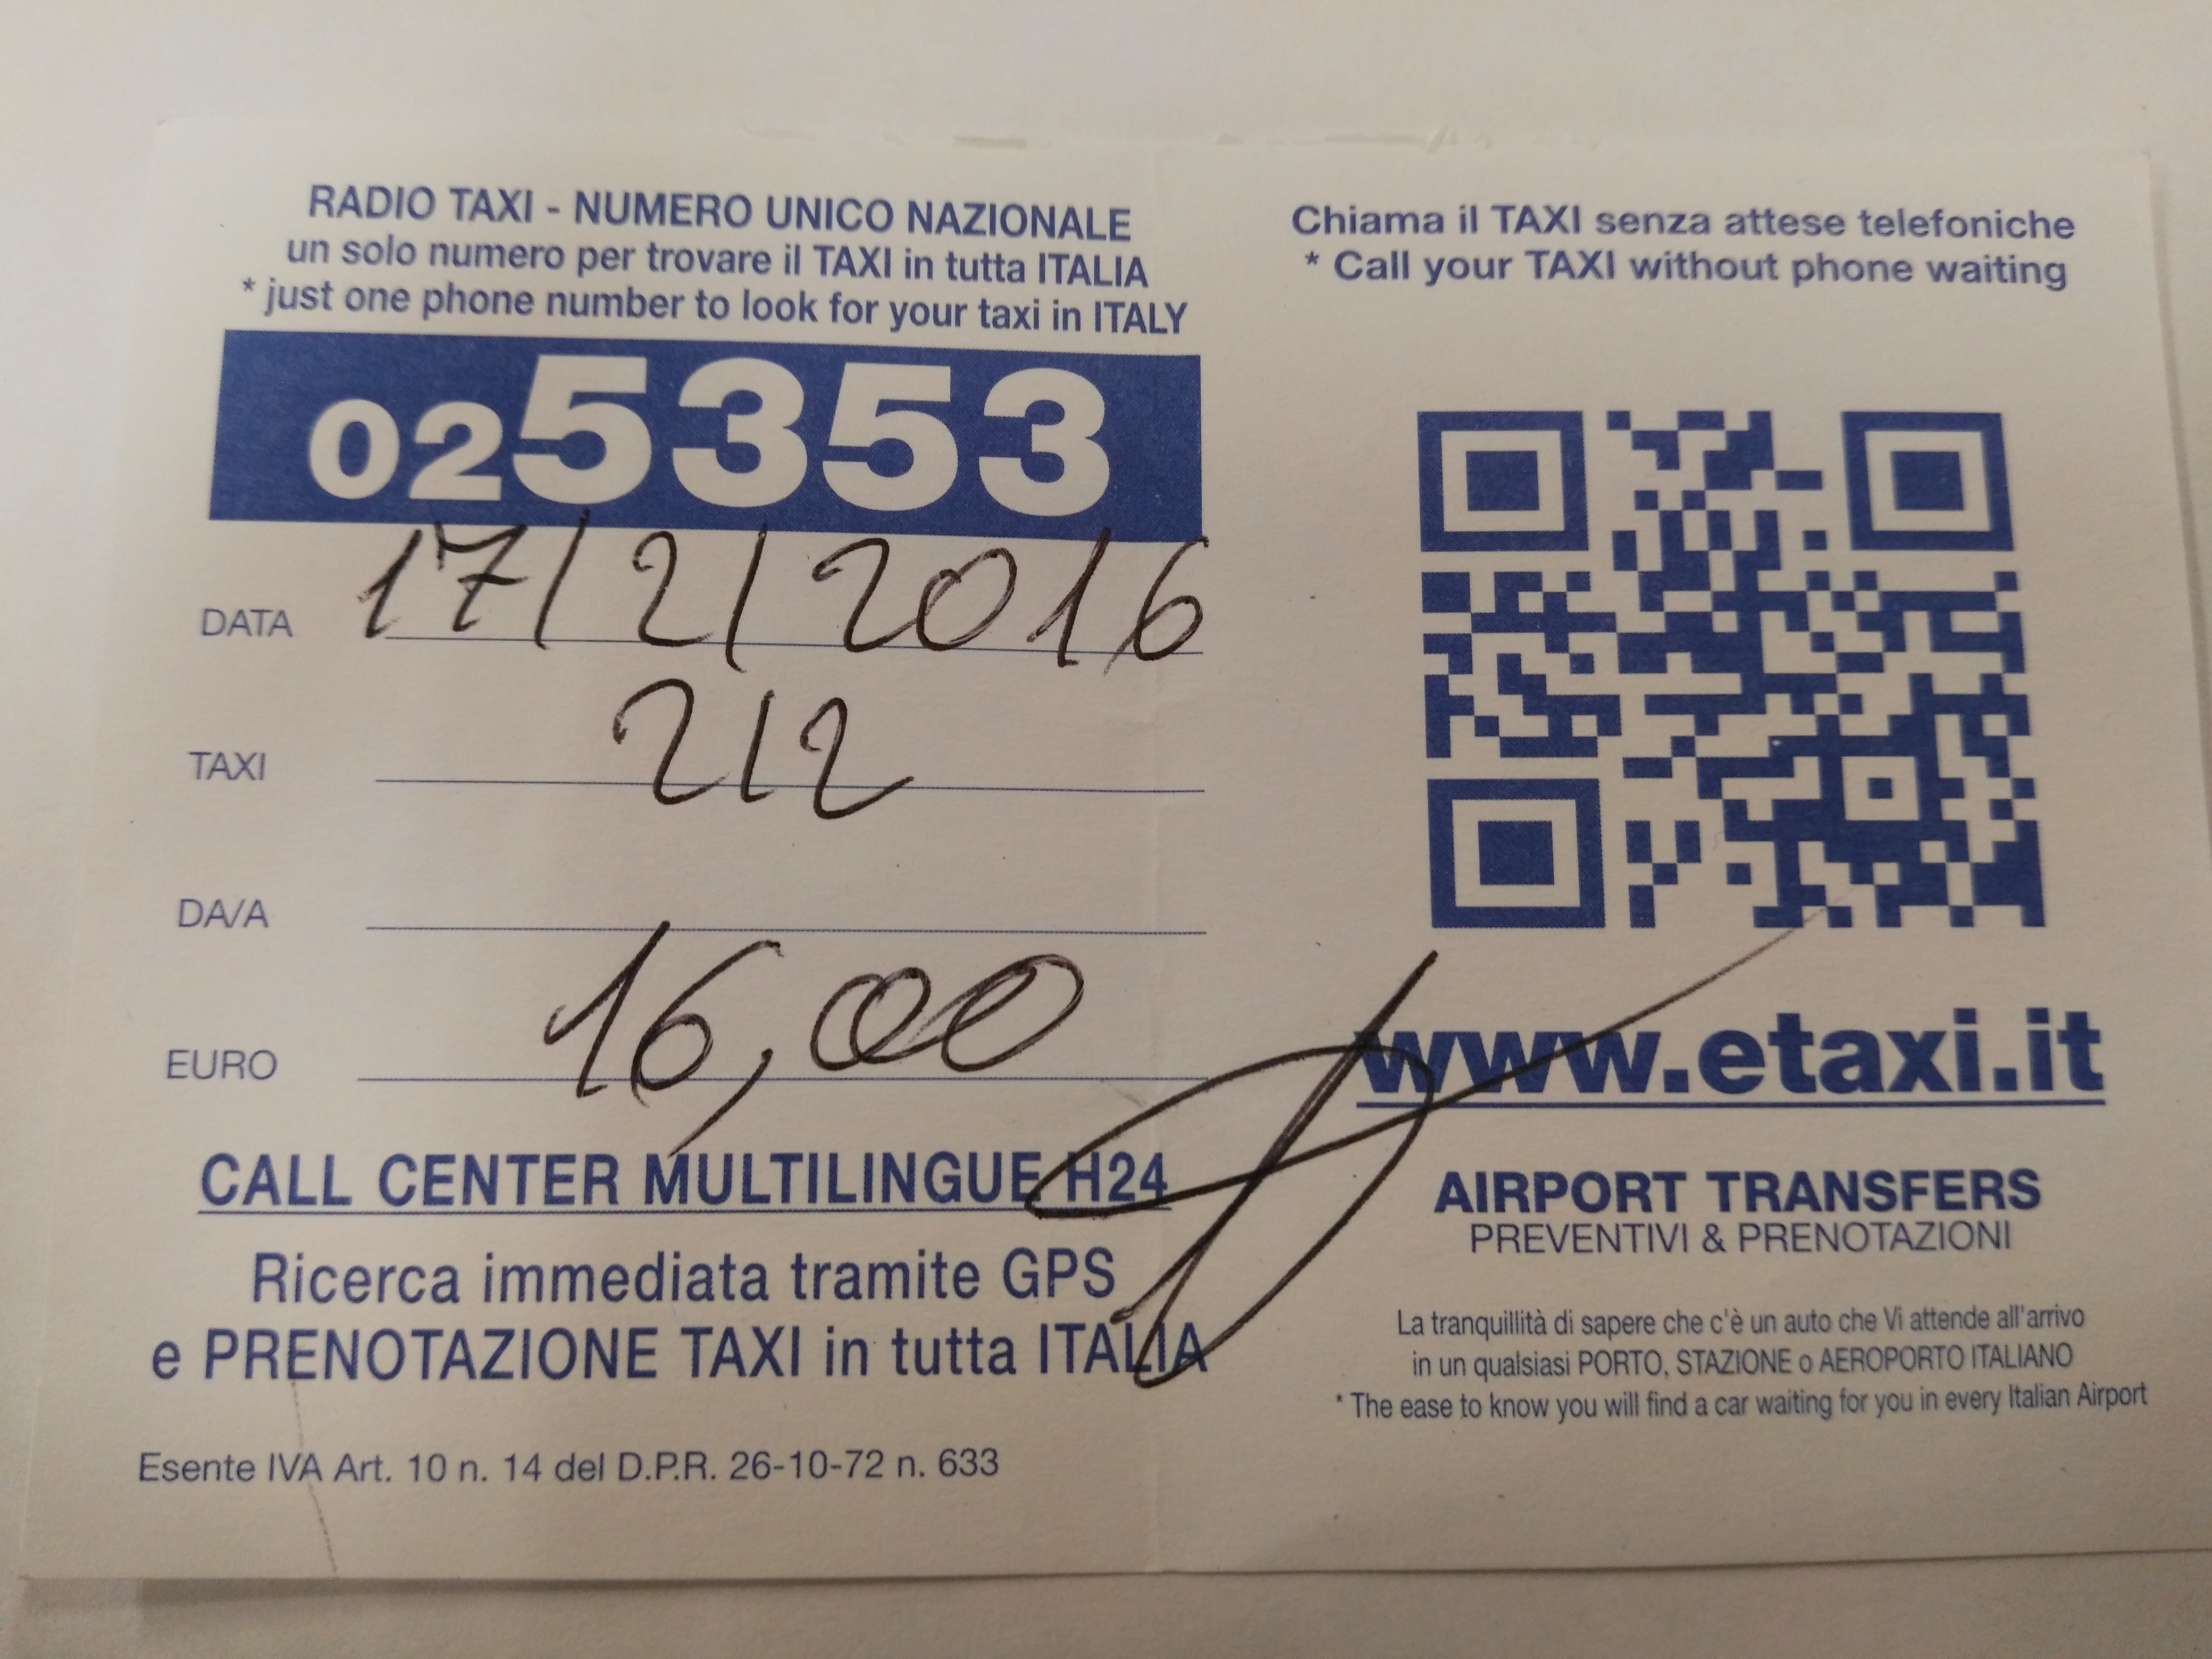 RADIO TAXI - NUMERO UNICO NAZIONALE
un solo numero per trovare il TAXI in tutta ITALIA
* just one phone number to look for your taxi in ITALY
025353
DATA 17/2/2016
TAXI 212
DA/A
EURO 16,00
CALL CENTER MULTILINGUE H24
Ricerca immediata tramite GPS
e PRENOTAZIONE TAXI in tutta ITALIA
Esente IVA Art. 10 n. 14 del D.P.R. 26-10-72 n. 633
Chiama il TAXI senza attese telefoniche
* Call your TAXI without phone waiting
www.etaxi.it
AIRPORT TRANSFERS
PREVENTIVI & PRENOTAZIONI
La tranquillità di sapere che c'è un auto che Vi attende all'arrivo
in un qualsiasi PORTO, STAZIONE o AEROPORTO ITALIANO
* The ease to know you will find a car waiting for you in every Italian Airport